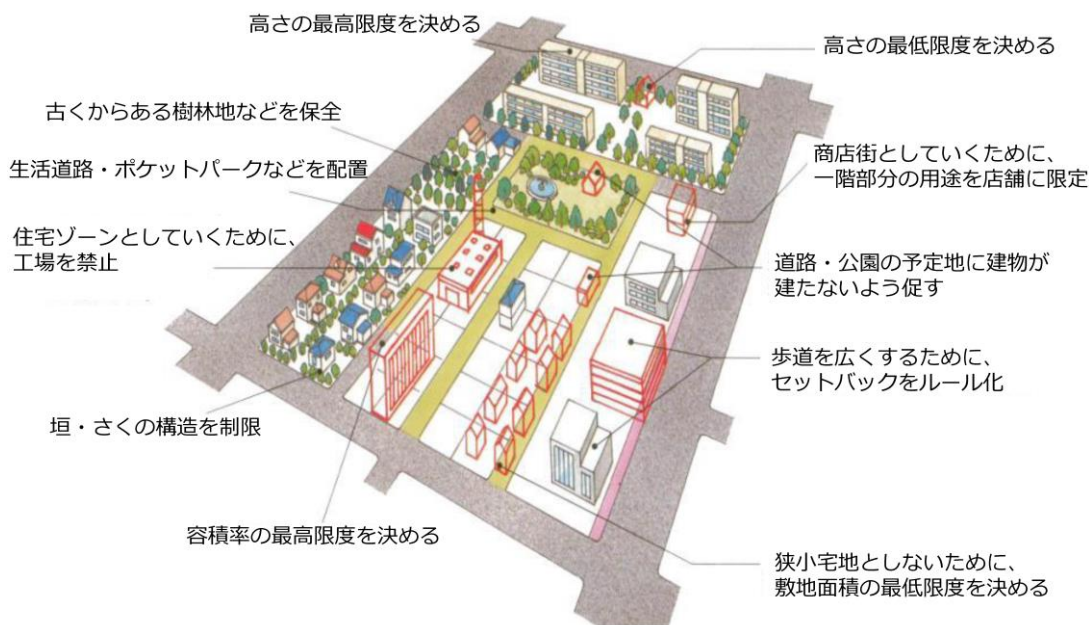 高さの最高限度を決める
高さの最低限度を決める
古くからある樹林地などを保全
生活道路・ポケットパークなどを配置
商店街としていくために、
一階部分の用途を店舗に限定
住宅ゾーンとしていくために、
工場を禁止
道路・公園の予定地に建物が
建たないよう促す
歩道を広くするために、
セットバックをルール化
垣・さくの構造を制限
容積率の最高限度を決める
狭小宅地としないために、
敷地面積の最低限度を決める